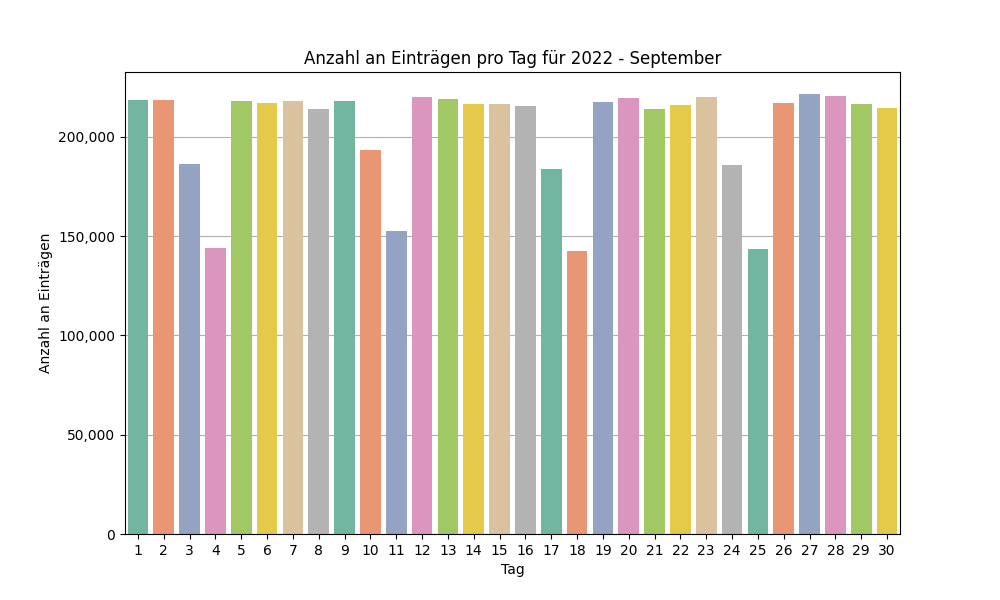 Anzahl an Einträgen pro Tag für 2022 - September
Anzahl an Einträgen
200,000
150,000
100,000
50,000
0
1 2 3 4 5 6 7 8 9 10 11 12 13 14 15 16 17 18 19 20 21 22 23 24 25 26 27 28 29 30
Tag